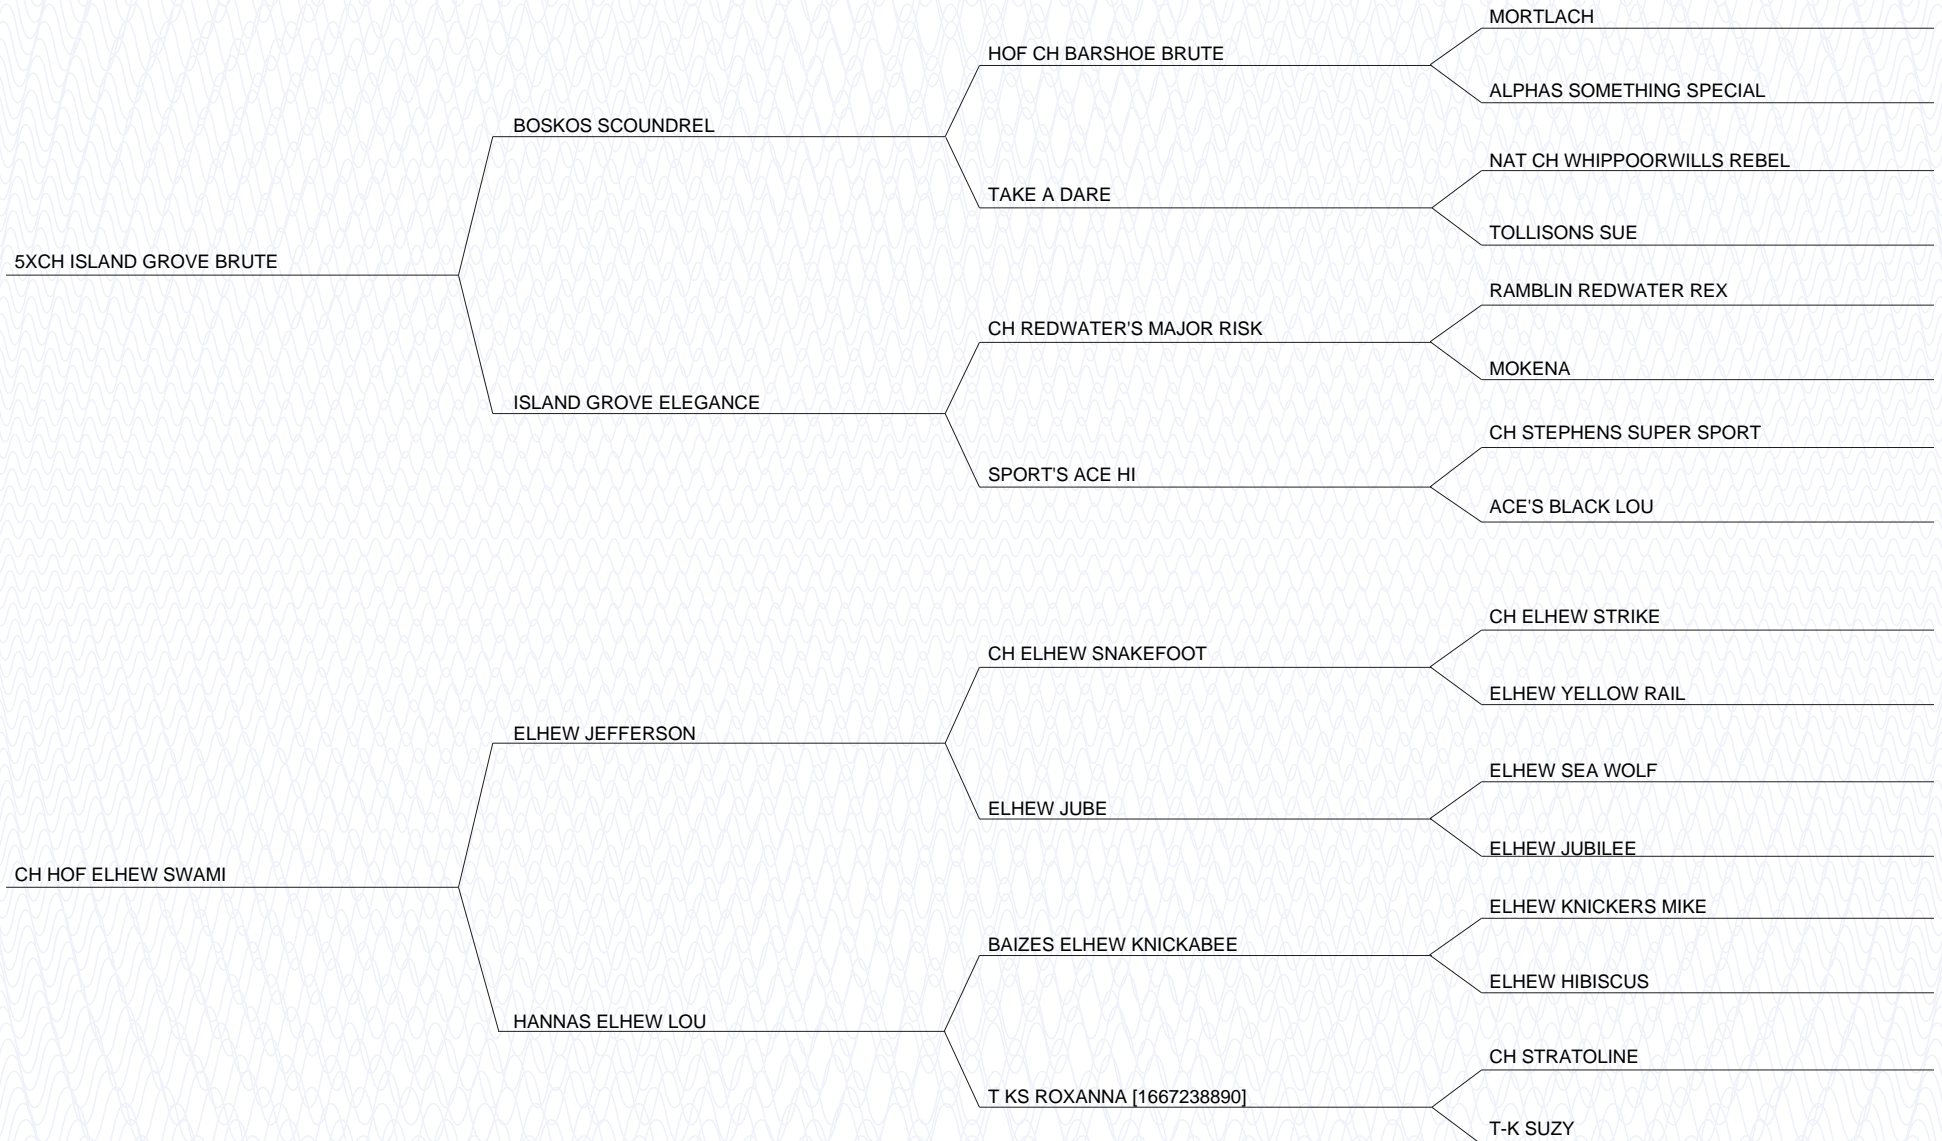 MORTLACH
HOF CH BARSHOE BRUTE
ALPHAS SOMETHING SPECIAL
BOSKOS SCOUNDREL
NAT CH WHIPPOORWILLS REBEL
TAKE A DARE
TOLLISONS SUE
5XCH ISLAND GROVE BRUTE
RAMBLIN REDWATER REX
CH REDWATER'S MAJOR RISK
MOKENA
ISLAND GROVE ELEGANCE
CH STEPHENS SUPER SPORT
SPORT'S ACE HI
ACE'S BLACK LOU
CH ELHEW STRIKE
CH ELHEW SNAKEFOOT
ELHEW YELLOW RAIL
ELHEW JEFFERSON
ELHEW SEA WOLF
ELHEW JUBE
ELHEW JUBILEE
CH HOF ELHEW SWAMI
ELHEW KNICKERS MIKE
BAIZES ELHEW KNICKABEE
ELHEW HIBISCUS
HANNAS ELHEW LOU
CH STRATOLINE
T KS ROXANNA [1667238890]
T-K SUZY